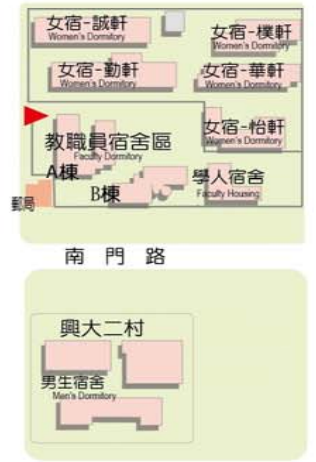 女宿-誠軒
Women's Dormitory
女宿-樸軒
Women's Dormitory
女宿-勤軒
Women's Dormitory
女宿-華軒
Women's Dormitory
女宿-怡軒
Women's Dormitory
教職員宿舍區
Faculty Dormitory
A棟
B棟
學人宿舍
Faculty Housing
郵局
南門路
興大二村
男生宿舍
Men's Dormitory